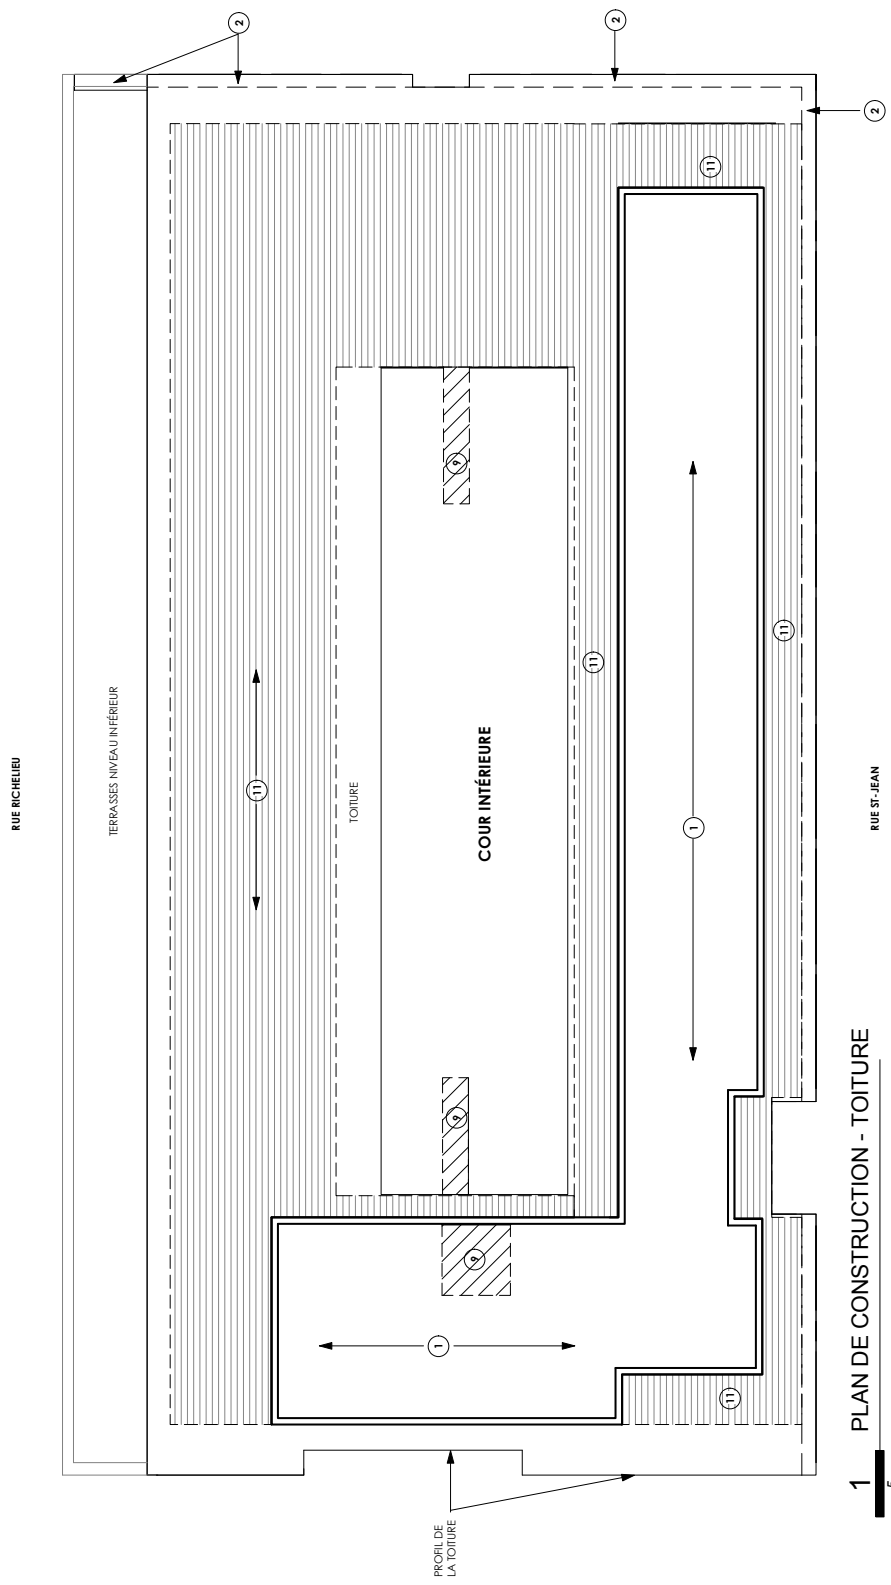 RUE RICHELIEU
TERRASSES NIVEAU INFÉRIEUR
2
11
TOITURE
PROFIL DE
LA TOITURE
1
9
9
9
COUR INTÉRIEURE
11
2
1
11
11
11
1 PLAN DE CONSTRUCTION - TOITURE
RUE ST-JEAN
2